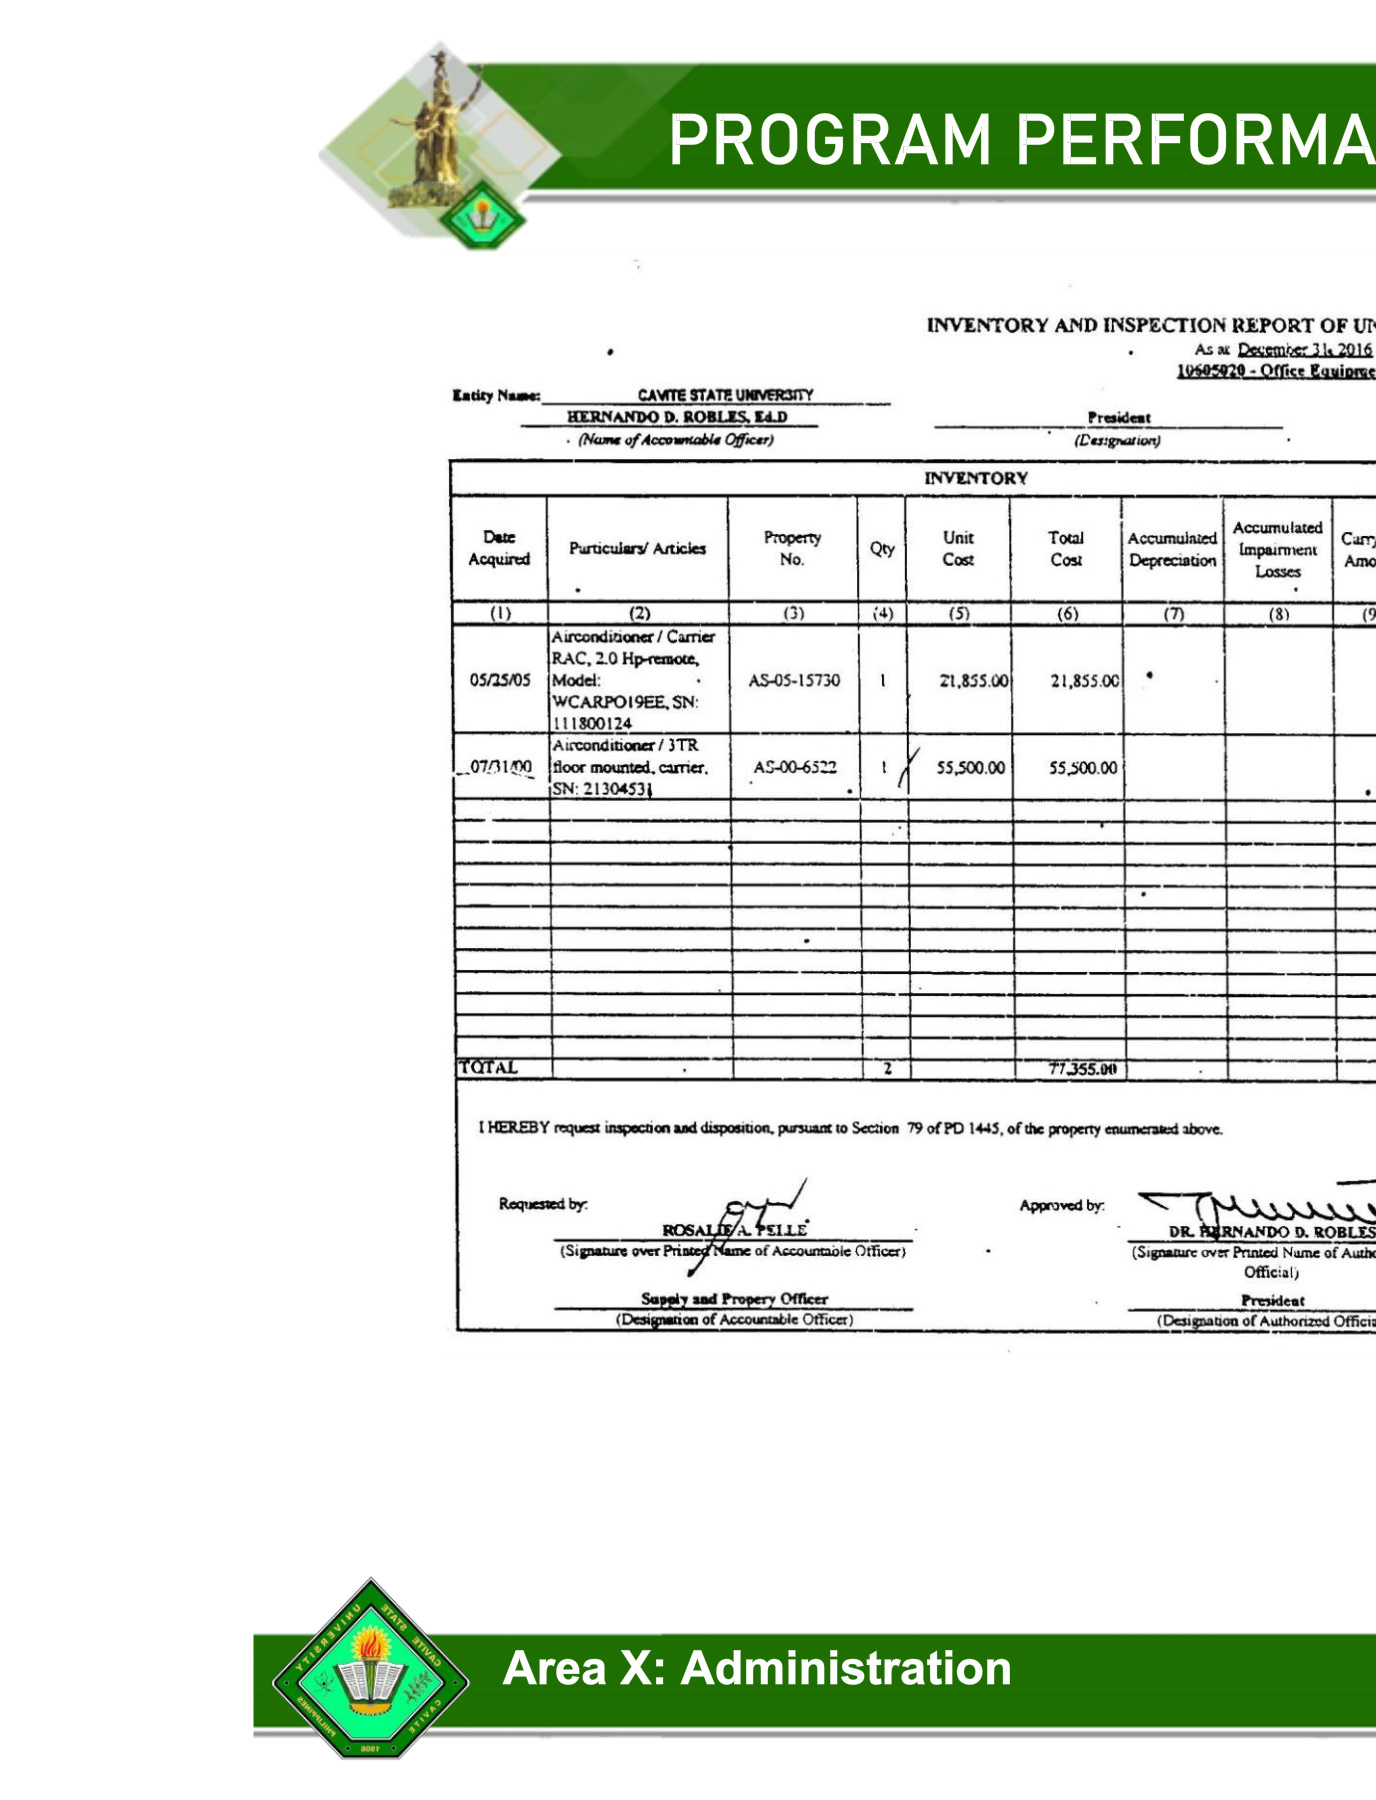 PROGRAM PERFORMA
INVENTORY AND INSPECTION REPORT OF UN
As at December 31, 2016
10605020 - Office Equipme
Entity Name: CAVITE STATE UNIVERSITY
HERNANDO D. ROBLES, Ed.D President
(Name of Accountable Officer) (Designation)
INVENTORY
Date Acquired Particulars/ Articles Property No. Qty Unit Cost Total Cost Accumulated Depreciation Accumulated Impairment Losses Carry Amo
(1) (2) (3) (4) (5) (6) (7) (8) (9
05/25/05 Airconditioner / Carrier RAC, 2.0 Hp-remote, Model: WCARPO19EE, SN: 111800124 AS-05-15730 1 21,855.00 21,855.00
07/31/00 Airconditioner / 3TR floor mounted, carrier, SN: 21304531 AS-00-6522 1 55,500.00 55,500.00
TOTAL 2 77,355.00
I HEREBY request inspection and disposition, pursuant to Section 79 of PD 1445, of the property enumerated above.
Requested by: Approved by:
ROSALIE A. PELLE DR. HERNANDO D. ROBLES
(Signature over Printed Name of Accountable Officer) (Signature over Printed Name of Autho
Official)
Supply and Propery Officer President
(Designation of Accountable Officer) (Designation of Authorized Officia
Area X: Administration
CAVITE STATE UNIVERSITY
CAVITE PHILIPPINES
1906